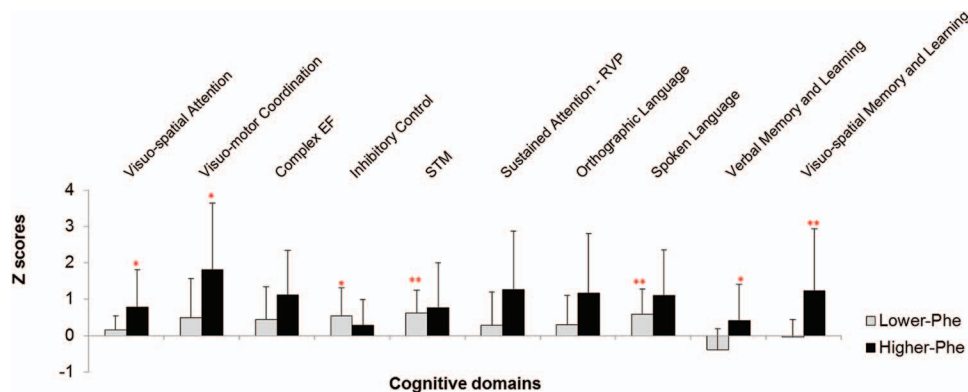 Visuo-spatial Attention
Visuo-motor Coordination
Complex EF
Inhibitory Control
STM
Sustained Attention - RVP
Orthographic Language
Spoken Language
Verbal Memory and Learning
Visuo-spatial Memory and Learning
Z scores
4
3
2
1
0
-1
*
*
*
**
**
*
**
Lower-Phe
Higher-Phe
Cognitive domains